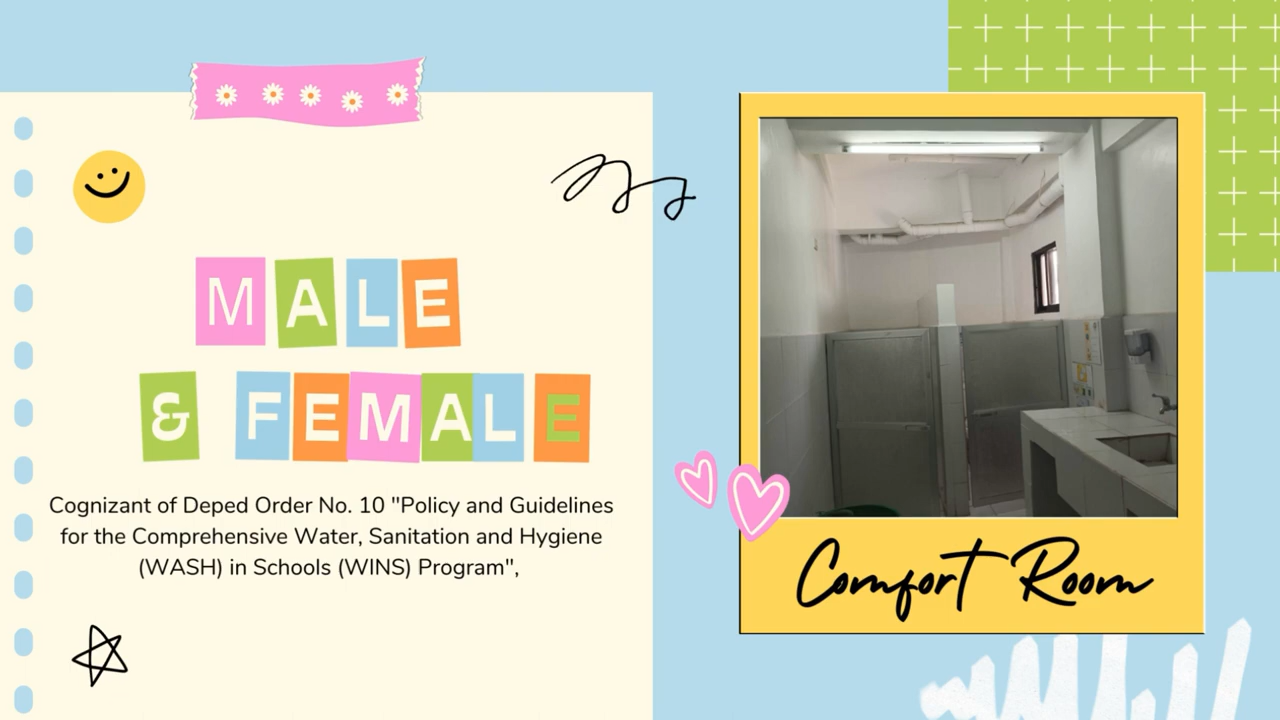 MALE
& FEMALE
Cognizant of Deped Order No. 10 "Policy and Guidelines
for the Comprehensive Water, Sanitation and Hygiene
(WASH) in Schools (WINS) Program",
Comfort Room